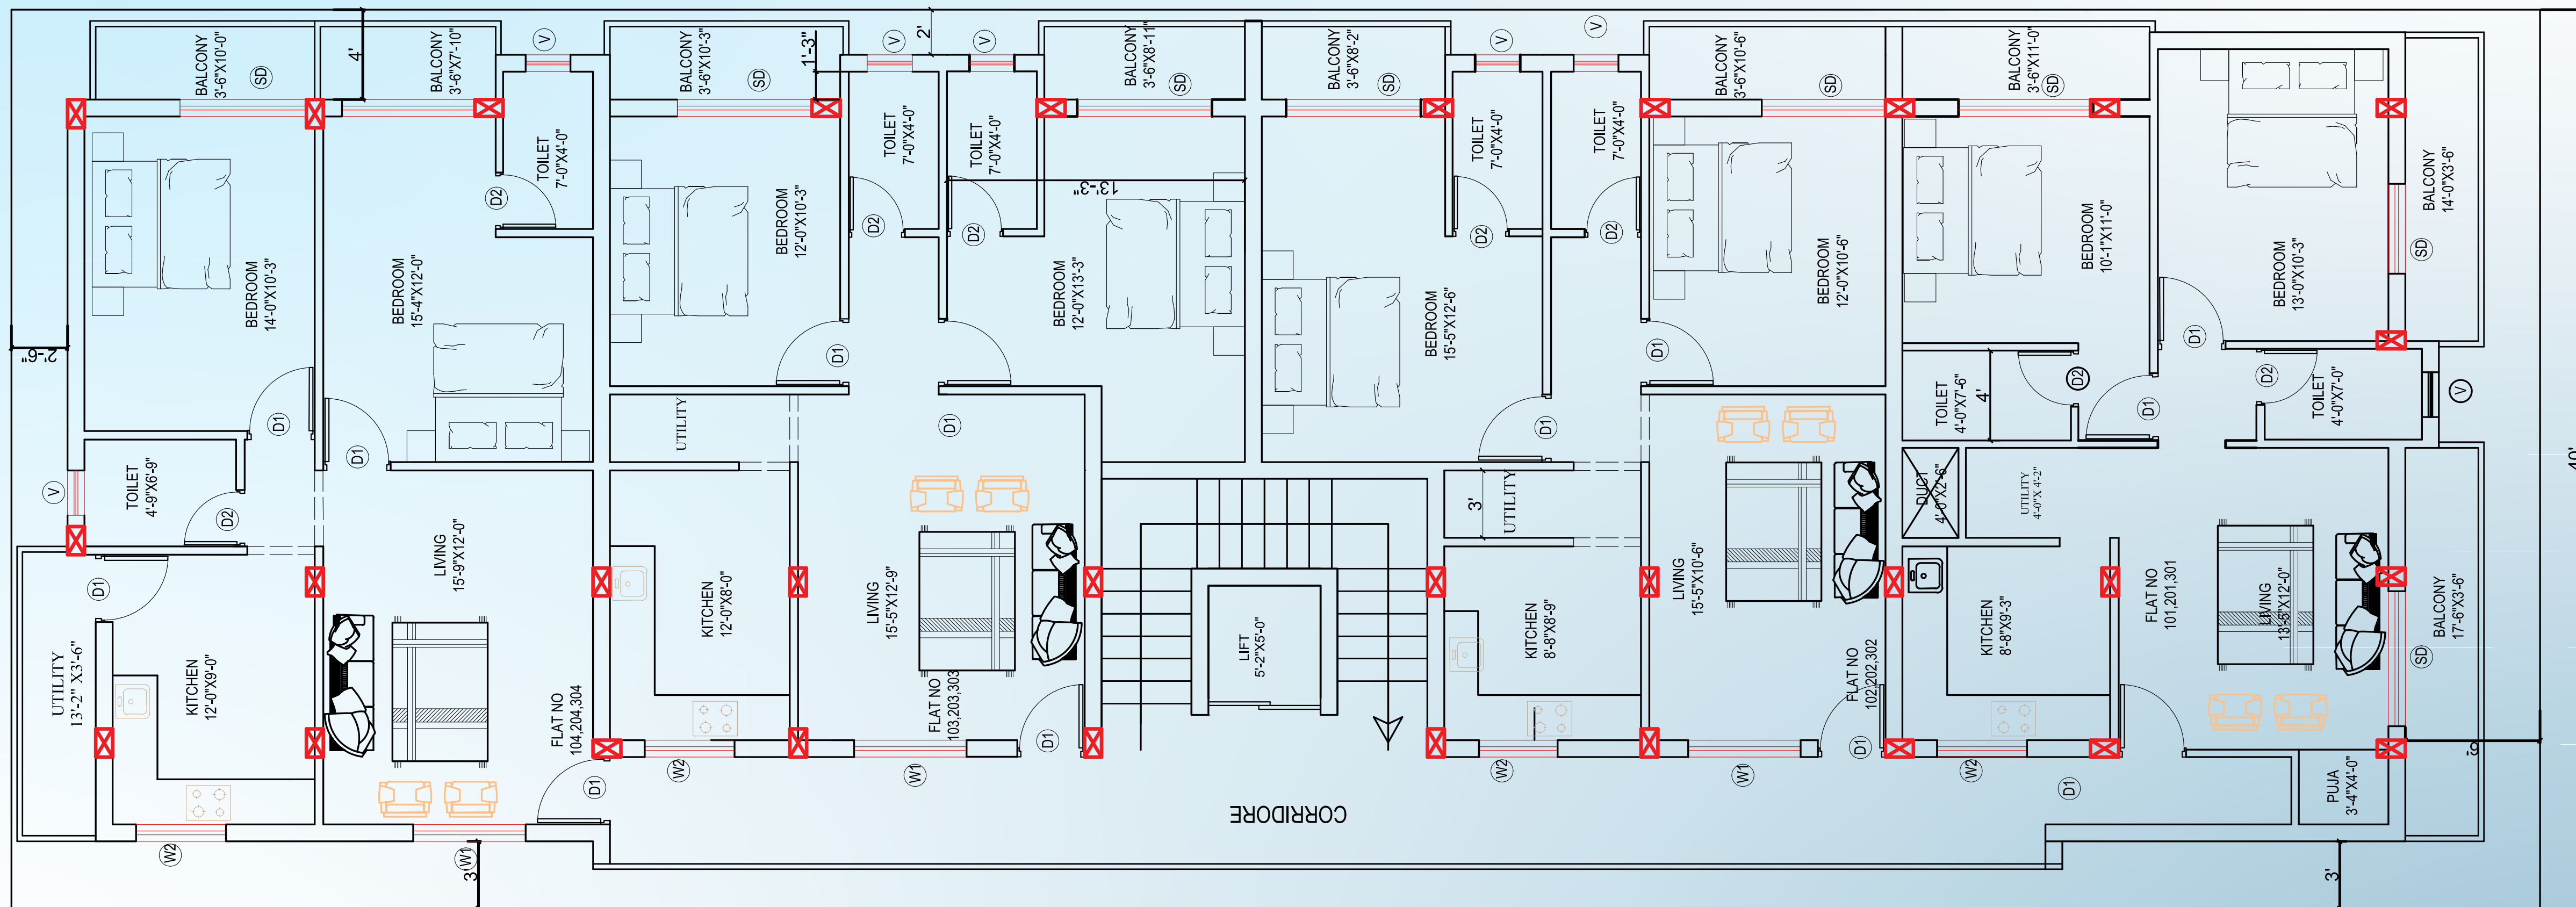 BALCONY
3'-6"X10'-0"
SD
4'
BALCONY
3'-6"X7'-10"
V
BALCONY
3'-6"X10'-3"
SD
1'-3"
V
2'
V
BALCONY
3'-6"X8'-11"
SD
BALCONY
3'-6"X8'-2"
SD
V
V
BALCONY
3'-6"X10'-6"
SD
BALCONY
3'-6"X11'-0"
SD
BALCONY
14'-0"X3'-6"
SD
TOILET
7'-0"X4'-0"
D2
TOILET
7'-0"X4'-0"
D2
TOILET
7'-0"X4'-0"
D2
13'-3"
TOILET
7'-0"X4'-0"
D2
TOILET
7'-0"X4'-0"
D2
BEDROOM
14'-0"X10'-3"
D1
BEDROOM
15'-4"X12'-0"
D1
BEDROOM
12'-0"X10'-3"
D1
BEDROOM
12'-0"X13'-3"
D1
BEDROOM
15'-5"X12'-6"
D1
BEDROOM
12'-0"X10'-6"
D1
BEDROOM
10'-1"X11'-0"
D1
BEDROOM
13'-0"X10'-3"
D1
2'-6"
V
TOILET
4'-9"X6'-9"
D2
UTILITY
UTILITY
3'
TOILET
4'-0"X7'-6"
4'
D2
TOILET
4'-0"X7'-0"
D2
V
DUCT
4'-0"X2'-6"
UTILITY
4'-0"X 4'-2"
40'
D1
UTILITY
13'-2" X3'-6"
KITCHEN
12'-0"X9'-0"
LIVING
15'-9"X12'-0"
FLAT NO
104,204,304
KITCHEN
12'-0"X8'-0"
LIVING
15'-5"X12'-9"
FLAT NO
103,203,303
LIFT
5'-2"X5'-0"
KITCHEN
8'-8"X8'-9"
LIVING
15'-5"X10'-6"
FLAT NO
102,202,302
KITCHEN
8'-8"X9'-3"
FLAT NO
101,201,301
LIVING
13'-5"X12'-0"
BALCONY
17'-6"X3'-6"
SD
W2
W1
3'
D1
W2
W1
D1
W2
W1
D1
W2
D1
CORRIDORE
PUJA
3'-4"X4'-0"
3'